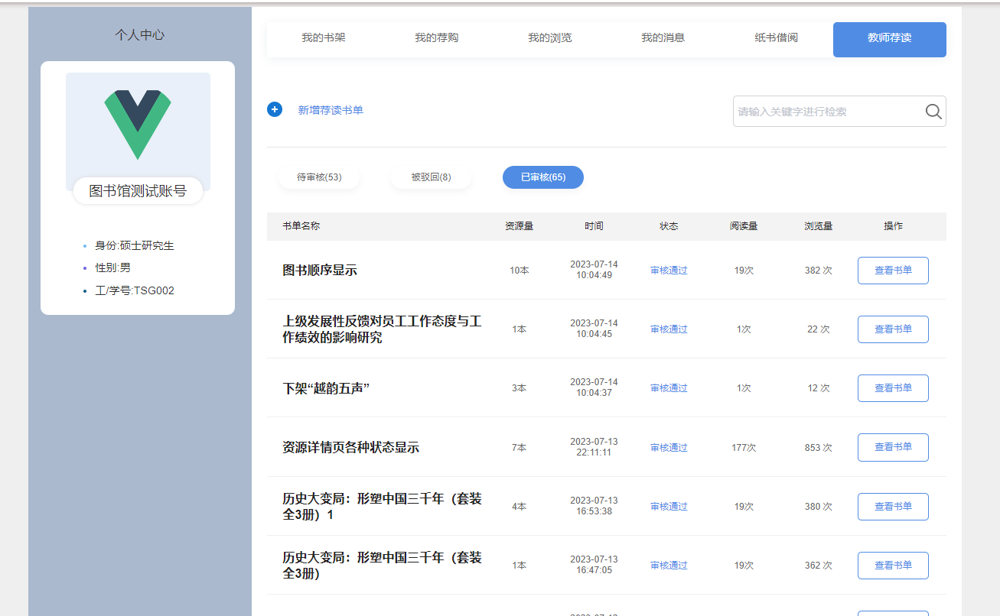 个人中心
图书馆测试账号
身份:硕士研究生
性别:男
工/学号:TSG002
我的书架 我的荐购 我的浏览 我的消息 纸书借阅 教师荐读
新增荐读书单 请输入关键字进行检索
待审核(53) 被驳回(8) 已审核(65)
书单名称 资源量 时间 状态 阅读量 浏览量 操作
图书顺序显示 10本 2023-07-14 10:04:49 审核通过 19次 382 次 查看书单
上级发展性反馈对员工工作态度与工
作绩效的影响研究 1本 2023-07-14 10:04:45 审核通过 1次 22 次 查看书单
下架“越韵五声” 3本 2023-07-14 10:04:37 审核通过 1次 12 次 查看书单
资源详情页各种状态显示 7本 2023-07-13 22:11:11 审核通过 177次 853 次 查看书单
历史大变局：形塑中国三千年（套装
全3册）1 4本 2023-07-13 16:53:38 审核通过 19次 380 次 查看书单
历史大变局：形塑中国三千年（套装
全3册） 1本 2023-07-13 16:47:05 审核通过 19次 362 次 查看书单